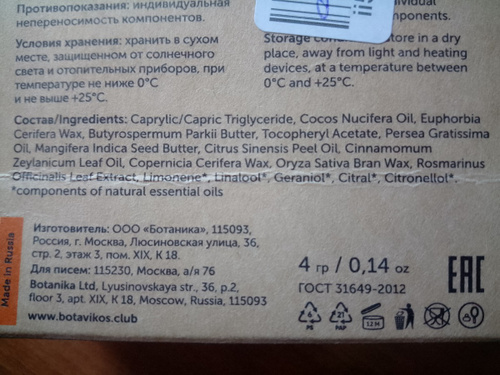 Противопоказания: индивидуальная
непереносимость компонентов.
Условия хранения: хранить в сухом
месте, защищенном от солнечного
света и отопительных приборов, при
температуре не ниже 0°C
и не выше +25°C.
Storage store in a dry
place, away from light and heating
devices, at a temperature between
0°C and +25°C.
Состав/Ingredients: Caprylic/Capric Triglyceride, Cocos Nucifera Oil, Euphorbia
Cerifera Wax, Butyrospermum Parkii Butter, Tocopheryl Acetate, Persea Gratissima
Oil, Mangifera Indica Seed Butter, Citrus Sinensis Peel Oil, Cinnamomum
Zeylanicum Leaf Oil, Copernicia Cerifera Wax, Oryza Sativa Bran Wax, Rosmarinus
Officinalis Leaf Extract, Limonene*, Linalool*, Geraniol*, Citral*, Citronellol*.
*components of natural essential oils
Made in Russia
Изготовитель: ООО «Ботаника», 115093,
Россия, г. Москва, Люсиновская улица, 36,
стр. 2, этаж 3, пом. XIX, К 18.
Для писем: 115230, Москва, а/я 76
Botanika Ltd, Lyusinovskaya str., 36, p.2,
floor 3, apt. XIX, K 18, Moscow, Russia, 115093
www.botavikos.club
4 гр / 0,14 oz
ГОСТ 31649-2012
EAC
6
PS
21
PAP
12 M